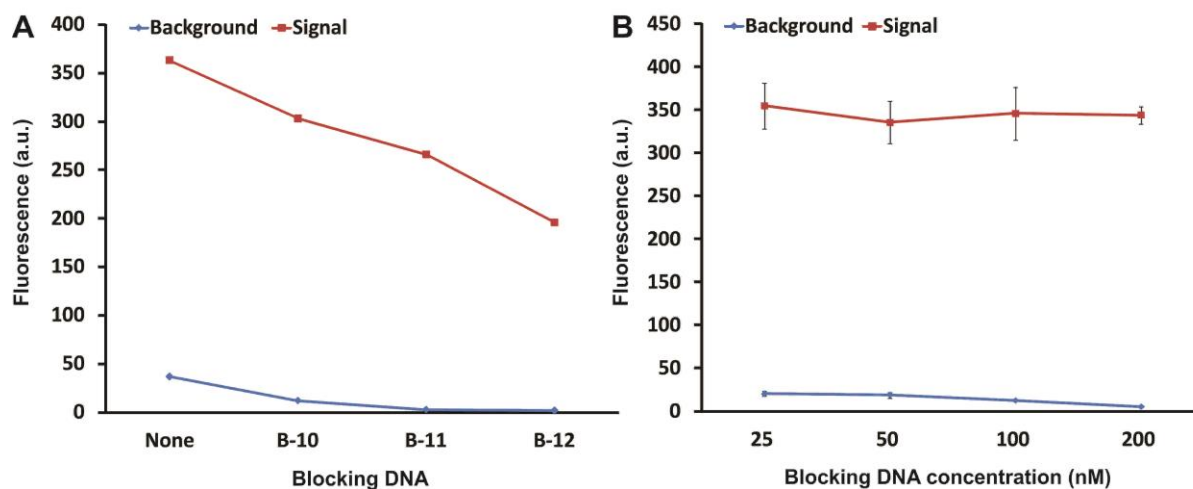 A
Background Signal
400
350
300
250
200
150
100
50
0
Fluorescence (a.u.)
None B-10 B-11 B-12
Blocking DNA
B
Background Signal
450
400
350
300
250
200
150
100
50
0
Fluorescence (a.u.)
25 50 100 200
Blocking DNA concentration (nM)